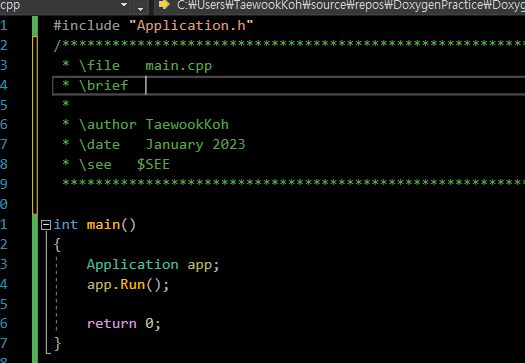 cpp C:₩Users₩TaewookKoh₩source₩repos₩DoxygenPractice₩Doxyg
1 #include "Application.h"
2 /********************************************************
3 * \file   main.cpp
4 * \brief
5 *
6 * \author TaewookKoh
7 * \date   January 2023
8 * \see   $SEE
9 ********************************************************
0
1 int main()
2 {
3 Application app;
4 app.Run();
5
6 return 0;
7 }
8